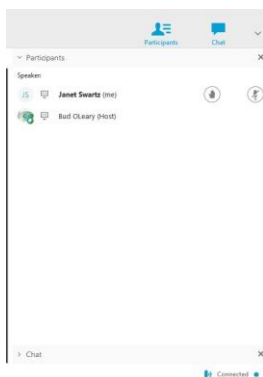 Participants Chat
Participants
Speaker:
JS Janet Swartz (me)
Bud OLeary (Host)
Chat
Connected